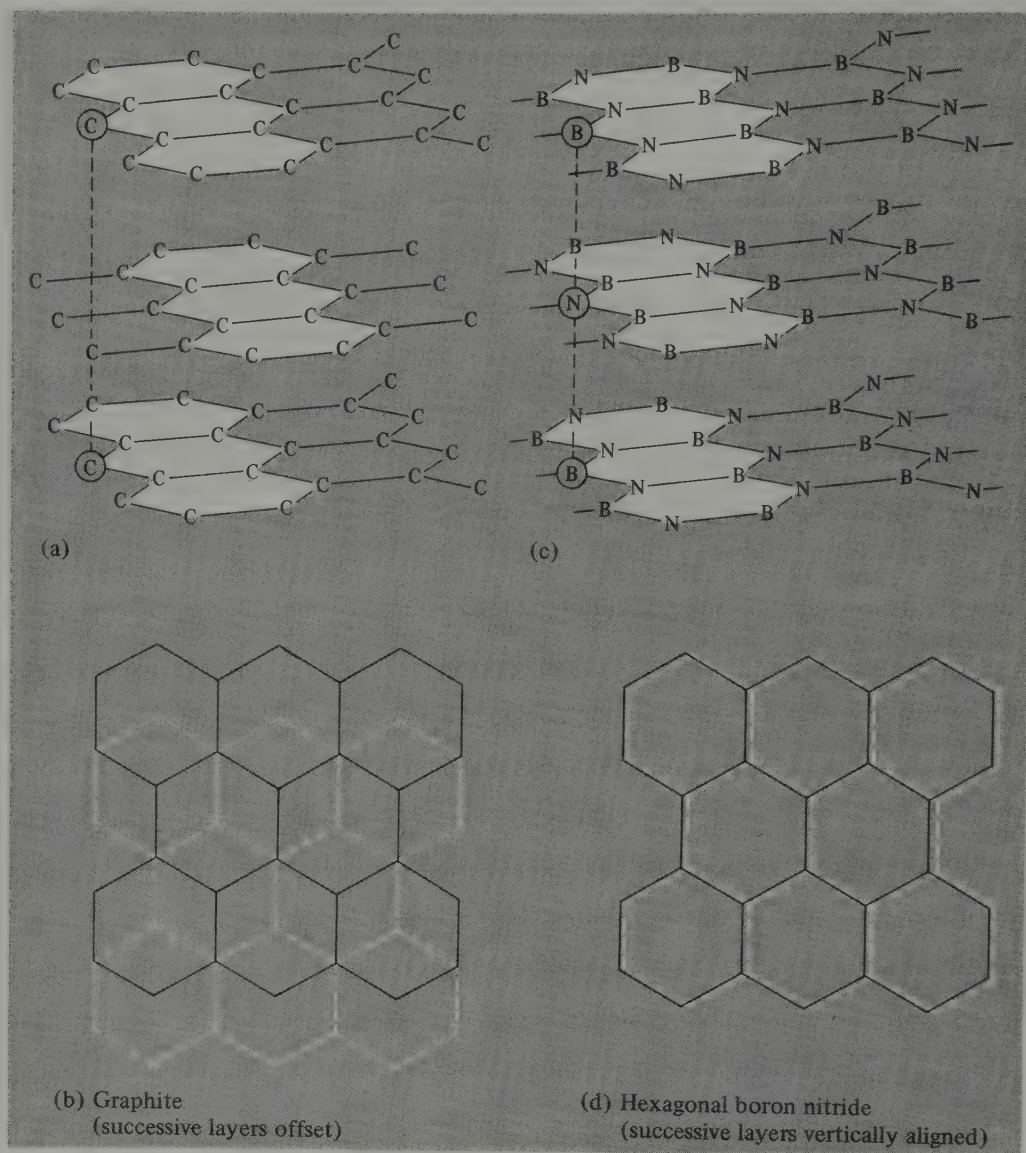 C
C C C C C
C C C C C C
C C C C C C
C C C
C C C C
C C C C C C
C C C C C C
C C C C
C
C C C C C
C C C C C C
C C C C C C
C C C
(a)
N
N B N B N
B N B N B N
B N B N B N
B N B
B
B N B N B
N B N B N B
N B N B N B
N B N
N
N B N B N
B N B N B N
B N B N B N
B N B
(c)
(b) Graphite
(successive layers offset)
(d) Hexagonal boron nitride
(successive layers vertically aligned)